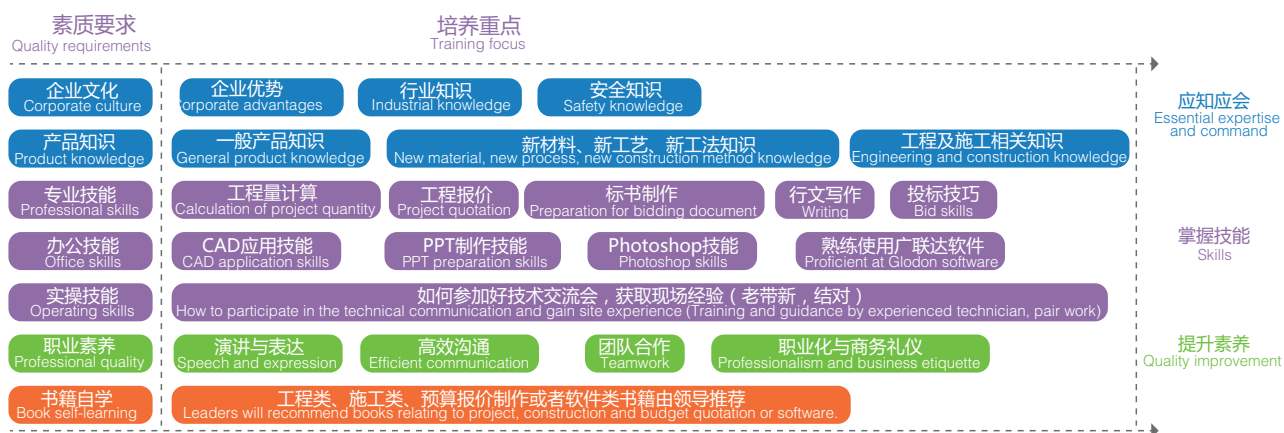 素质要求
Quality requirements
培养重点
Training focus
企业文化
Corporate culture
企业优势
Corporate advantages
行业知识
Industrial knowledge
安全知识
Safety knowledge
应知应会
Essential expertise
and command
产品知识
Product knowledge
一般产品知识
General product knowledge
新材料、新工艺、新工法知识
New material, new process, new construction method knowledge
工程及施工相关知识
Engineering and construction knowledge
专业技能
Professional skills
工程量计算
Calculation of project quantity
工程报价
Project quotation
标书制作
Preparation for bidding document
行文写作
Writing
投标技巧
Bid skills
办公技能
Office skills
CAD应用技能
CAD application skills
PPT制作技能
PPT preparation skills
Photoshop技能
Photoshop skills
熟练使用广联达软件
Proficient at Glodon software
掌握技能
Skills
实操技能
Operating skills
如何参加好技术交流会，获取现场经验（老带新，结对）
How to participate in the technical communication and gain site experience (Training and guidance by experienced technician, pair work)
职业素养
Professional quality
演讲与表达
Speech and expression
高效沟通
Efficient communication
团队合作
Teamwork
职业化与商务礼仪
Professionalism and business etiquette
提升素养
Quality improvement
书籍自学
Book self-learning
工程类、施工类、预算报价制作或者软件类书籍由领导推荐
Leaders will recommend books relating to project, construction and budget quotation or software.